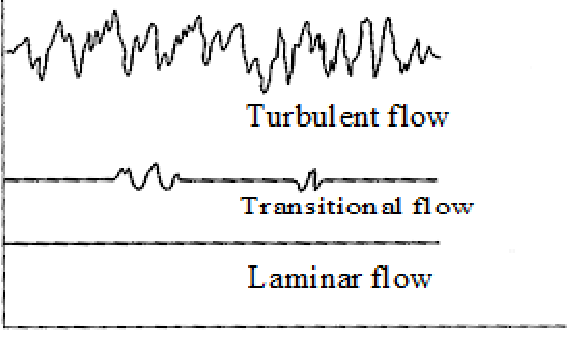 Turbulent flow
Transitional flow
Laminar flow